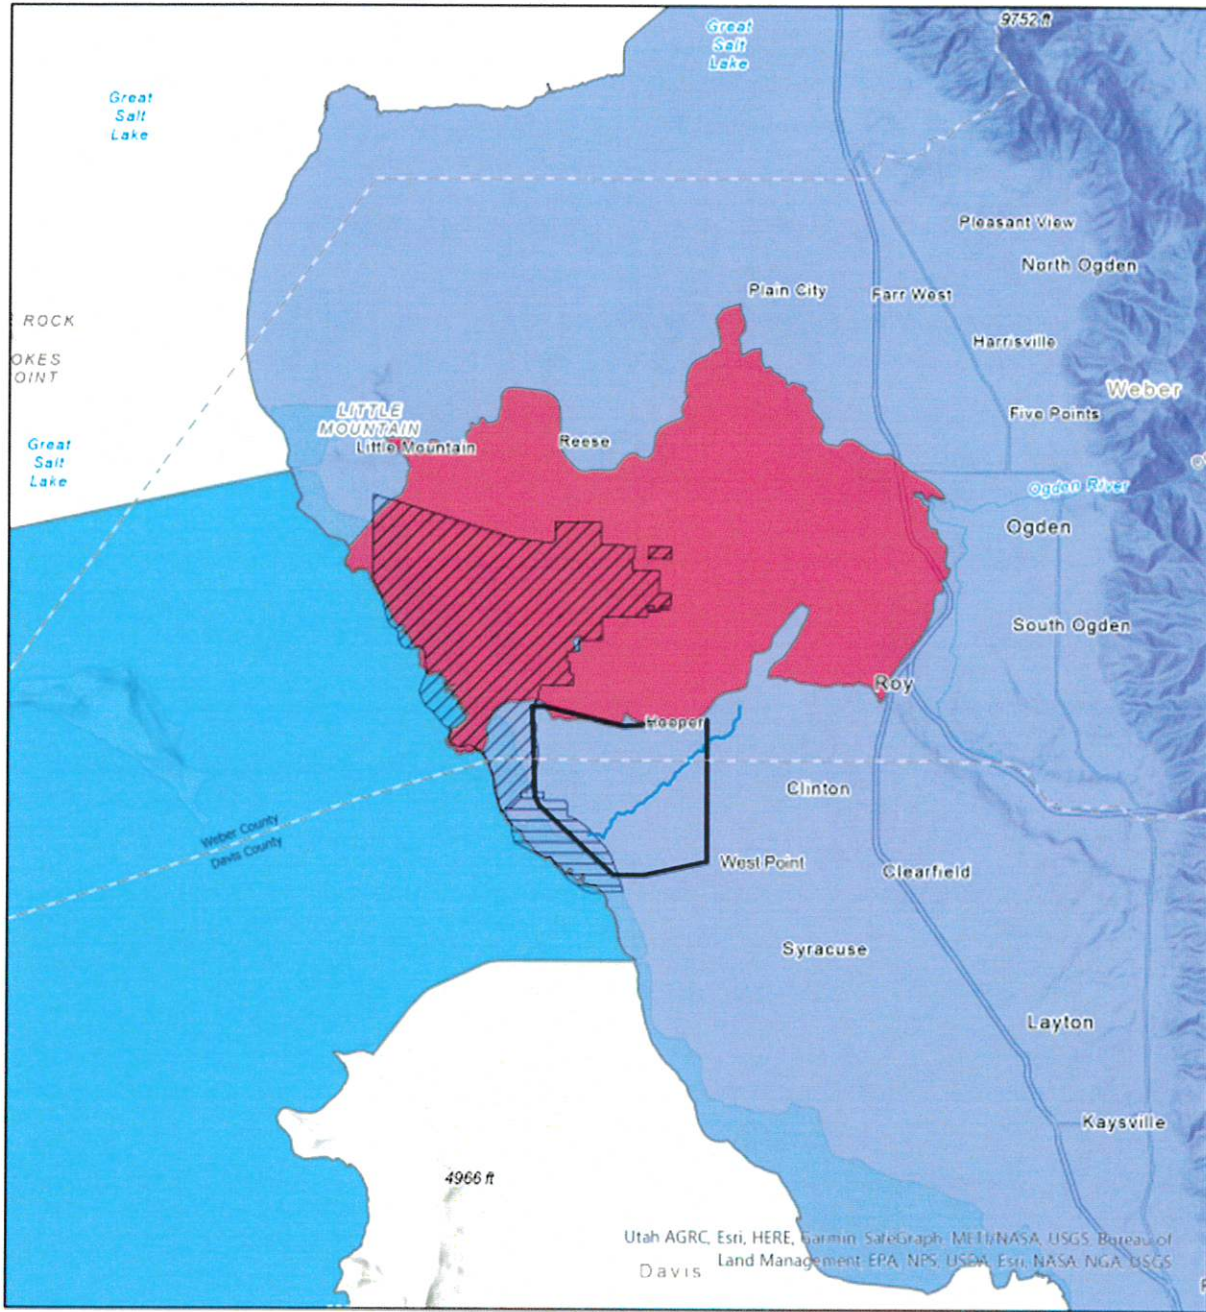 9752 ft
Great
Salt
Lake
Great
Salt
Lake
Pleasant View
North Ogden
Plain City
Farr West
ROCK
OKES
OINT
Harrisville
Weber
LITTLE
MOUNTAIN
Five Points
Little Mountain
Reese
Great
Salt
Lake
Ogden River
Ogden
South Ogden
Roy
Hooper
Clinton
Weber County
Davis County
West Point
Clearfield
Syracuse
Layton
Kaysville
4966 ft
Utah AGRC, Esri, HERE, Garmin, SafeGraph, METI/NASA, USGS, Bureau of
Land Management, EPA, NPS, USDA, Esri, NASA, NGA, USGS
Davis